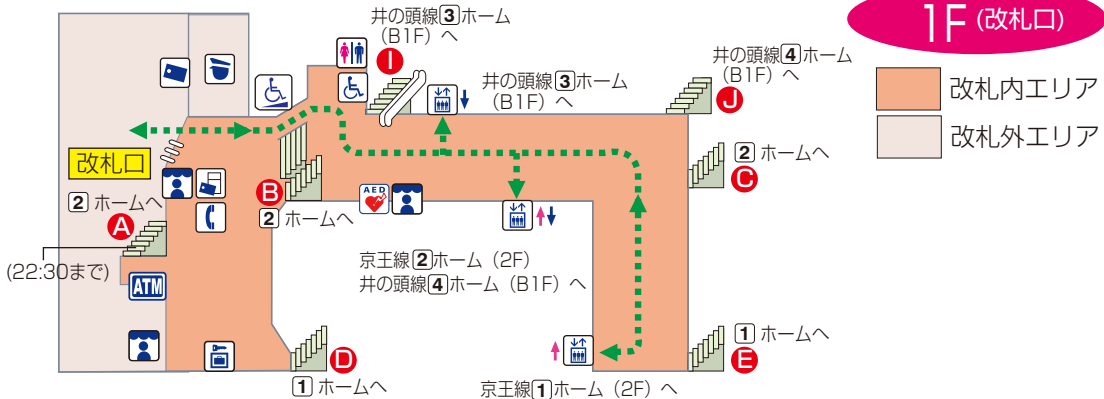 井の頭線3ホーム
(B1F)へ
I
井の頭線3ホーム
(B1F)へ
井の頭線4ホーム
(B1F)へ
J
1F(改札口)
改札内エリア
改札外エリア
改札口
2ホームへ
A
(22:30まで)
ATM
B
2ホームへ
AED
2ホームへ
C
京王線2ホーム(2F)
井の頭線4ホーム(B1F)へ
D
1ホームへ
京王線1ホーム(2F)へ
1ホームへ
E